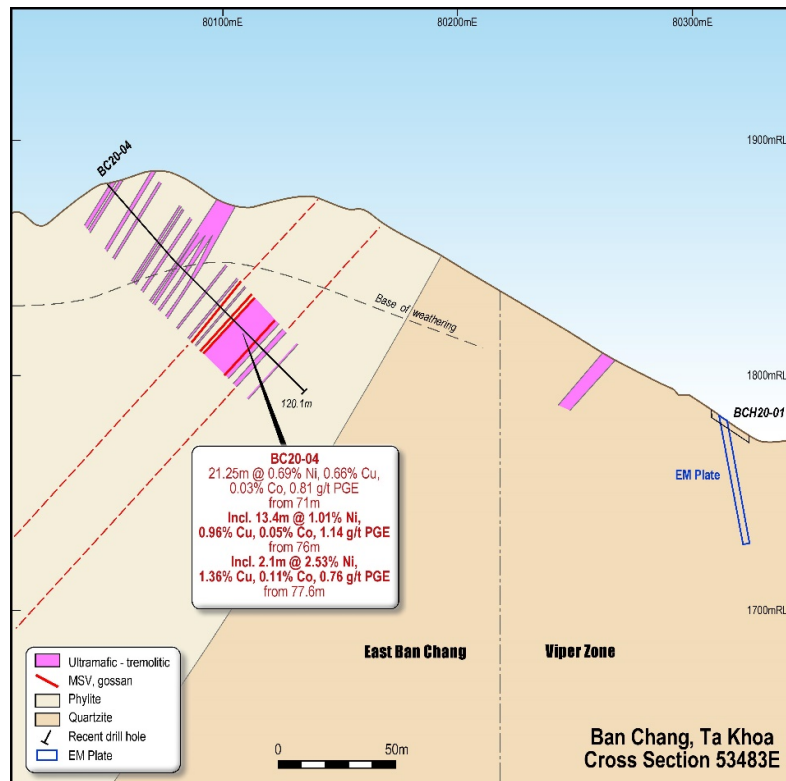 80100mE
80200mE
80300mE
1900mRL
BC20-04
Base of weathering
1800mRL
120.1m
BCH20-01
EM Plate
BC20-04
21.25m @ 0.69% Ni, 0.66% Cu,
0.03% Co, 0.81 g/t PGE
from 71m
Incl. 13.4m @ 1.01% Ni,
0.96% Cu, 0.05% Co, 1.14 g/t PGE
from 76m
Incl. 2.1m @ 2.53% Ni,
1.36% Cu, 0.11% Co, 0.76 g/t PGE
from 77.6m
1700mRL
East Ban Chang
Viper Zone
Ultramafic - tremolitic
MSV, gossan
Phylite
Quartzite
Recent drill hole
EM Plate
0
50m
Ban Chang, Ta Khoa
Cross Section 53483E